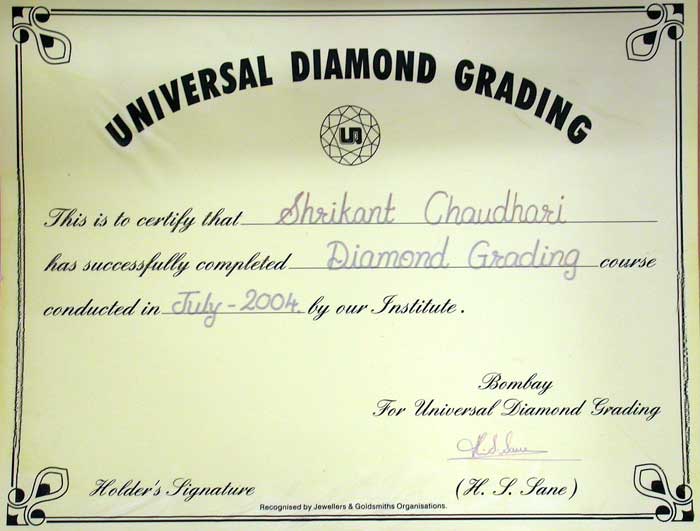 UNIVERSAL DIAMOND GRADING
This is to certify that Shrikant Chaudhari
has successfully completed Diamond Grading course
conducted in July - 2004. by our Institute.
Bombay
For Universal Diamond Grading
H. S. Sane
Holder's Signature (H. S. Sane)
Recognised by Jewellers & Goldsmiths Organisations.